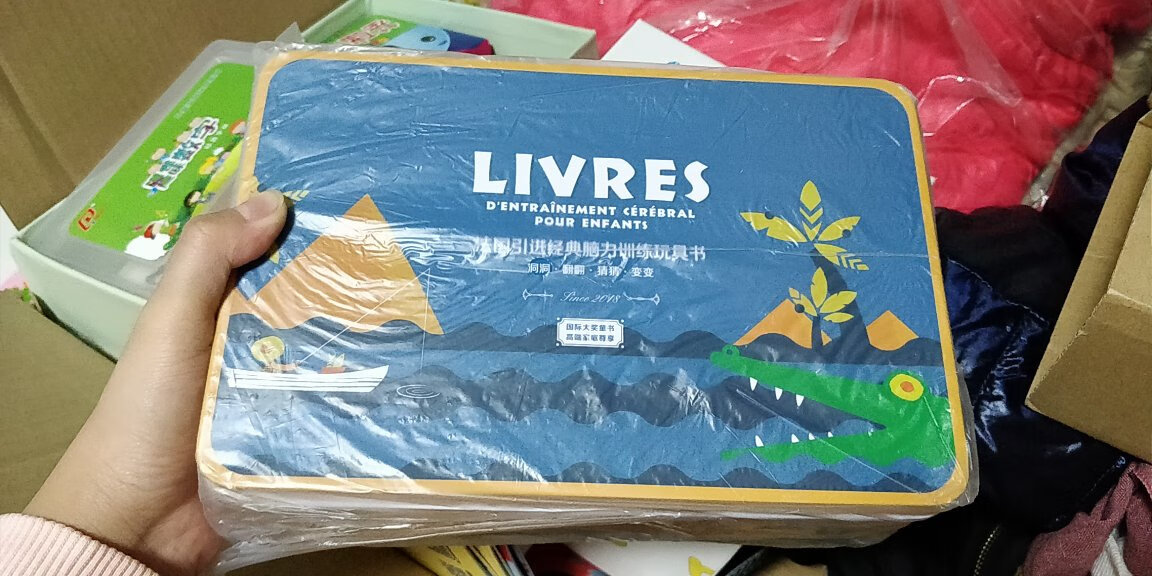 LIVRES
D'ENTRAÎNEMENT CÉRÉBRAL
POUR ENFANTS
法国引进经典脑力训练玩具书
洞洞·翻翻·猜猜·变变
Since 2018
国际大奖童书
高端家庭尊享